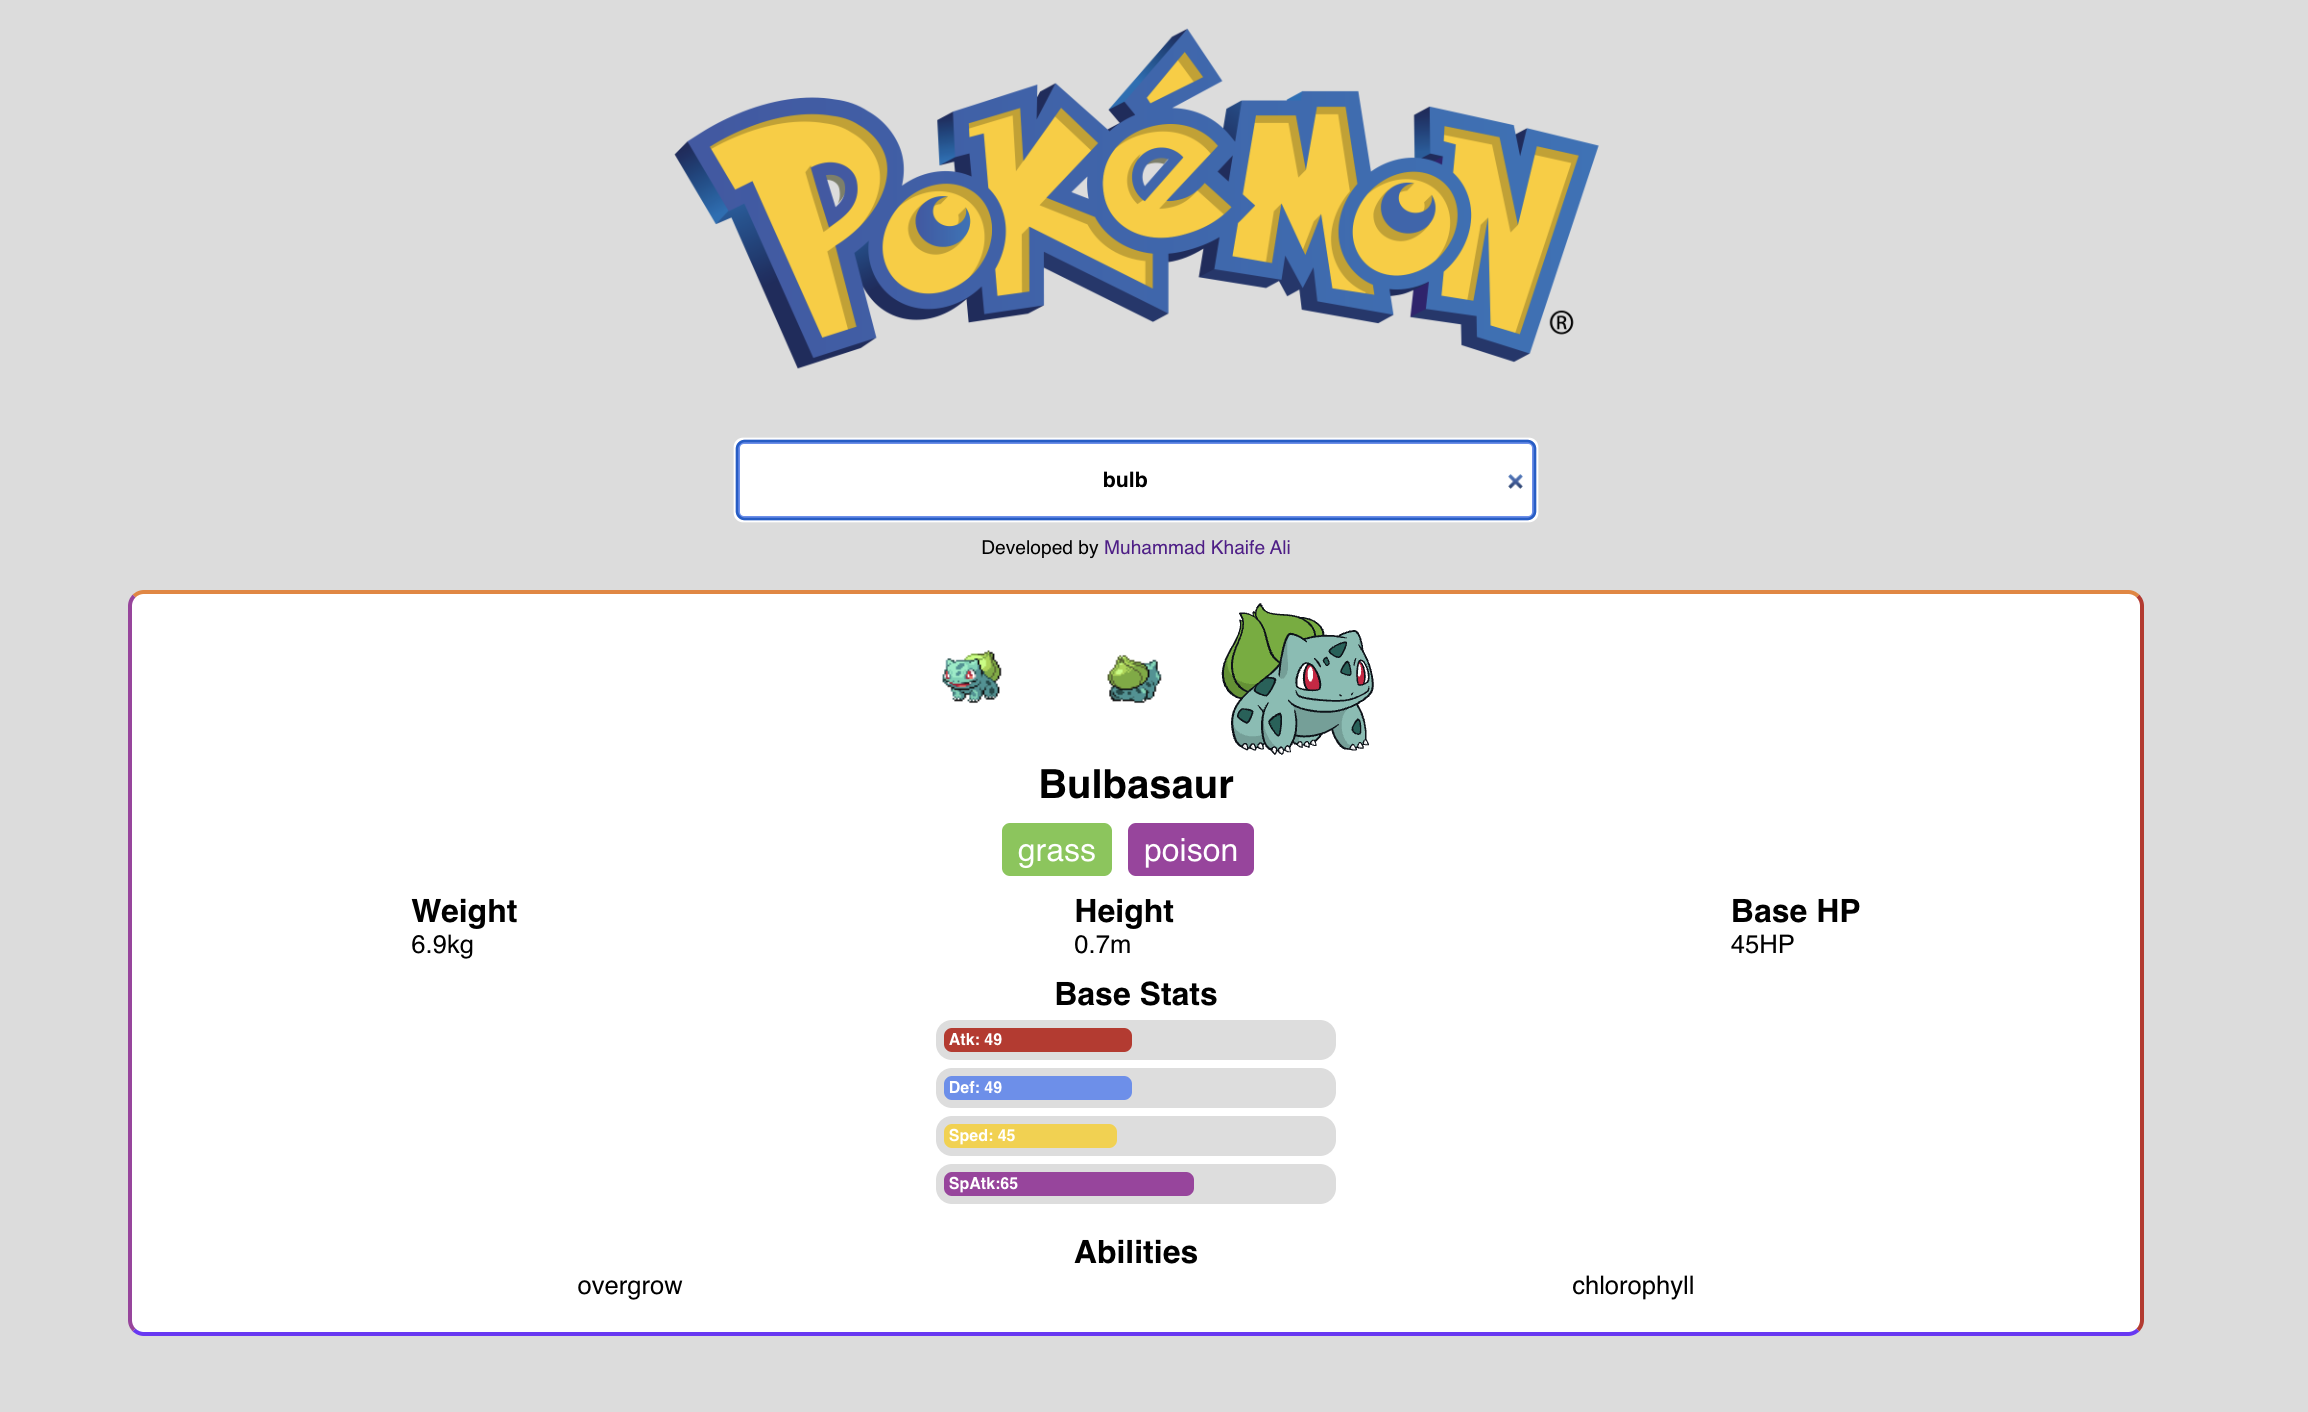 POKéMON
®
bulb ×
Developed by Muhammad Khaife Ali
Bulbasaur
grass poison
Weight Height Base HP
6.9kg 0.7m 45HP
Base Stats
Atk: 49
Def: 49
Sped: 45
SpAtk:65
Abilities
overgrow chlorophyll